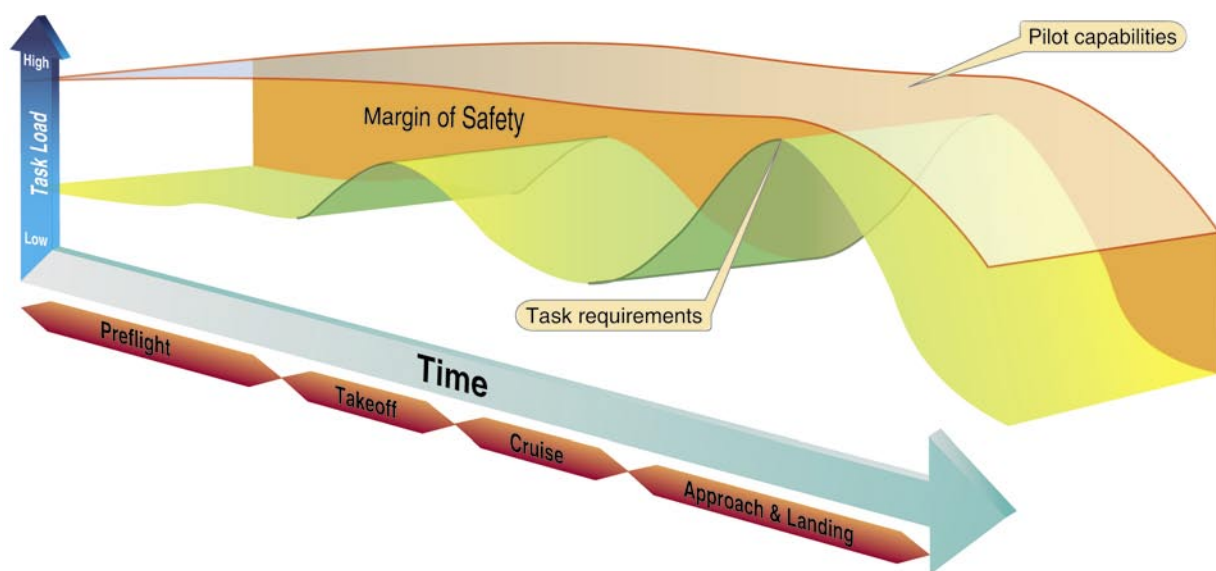 Pilot capabilities
High
Task Load
Low
Margin of Safety
Task requirements
Time
Preflight
Takeoff
Cruise
Approach & Landing